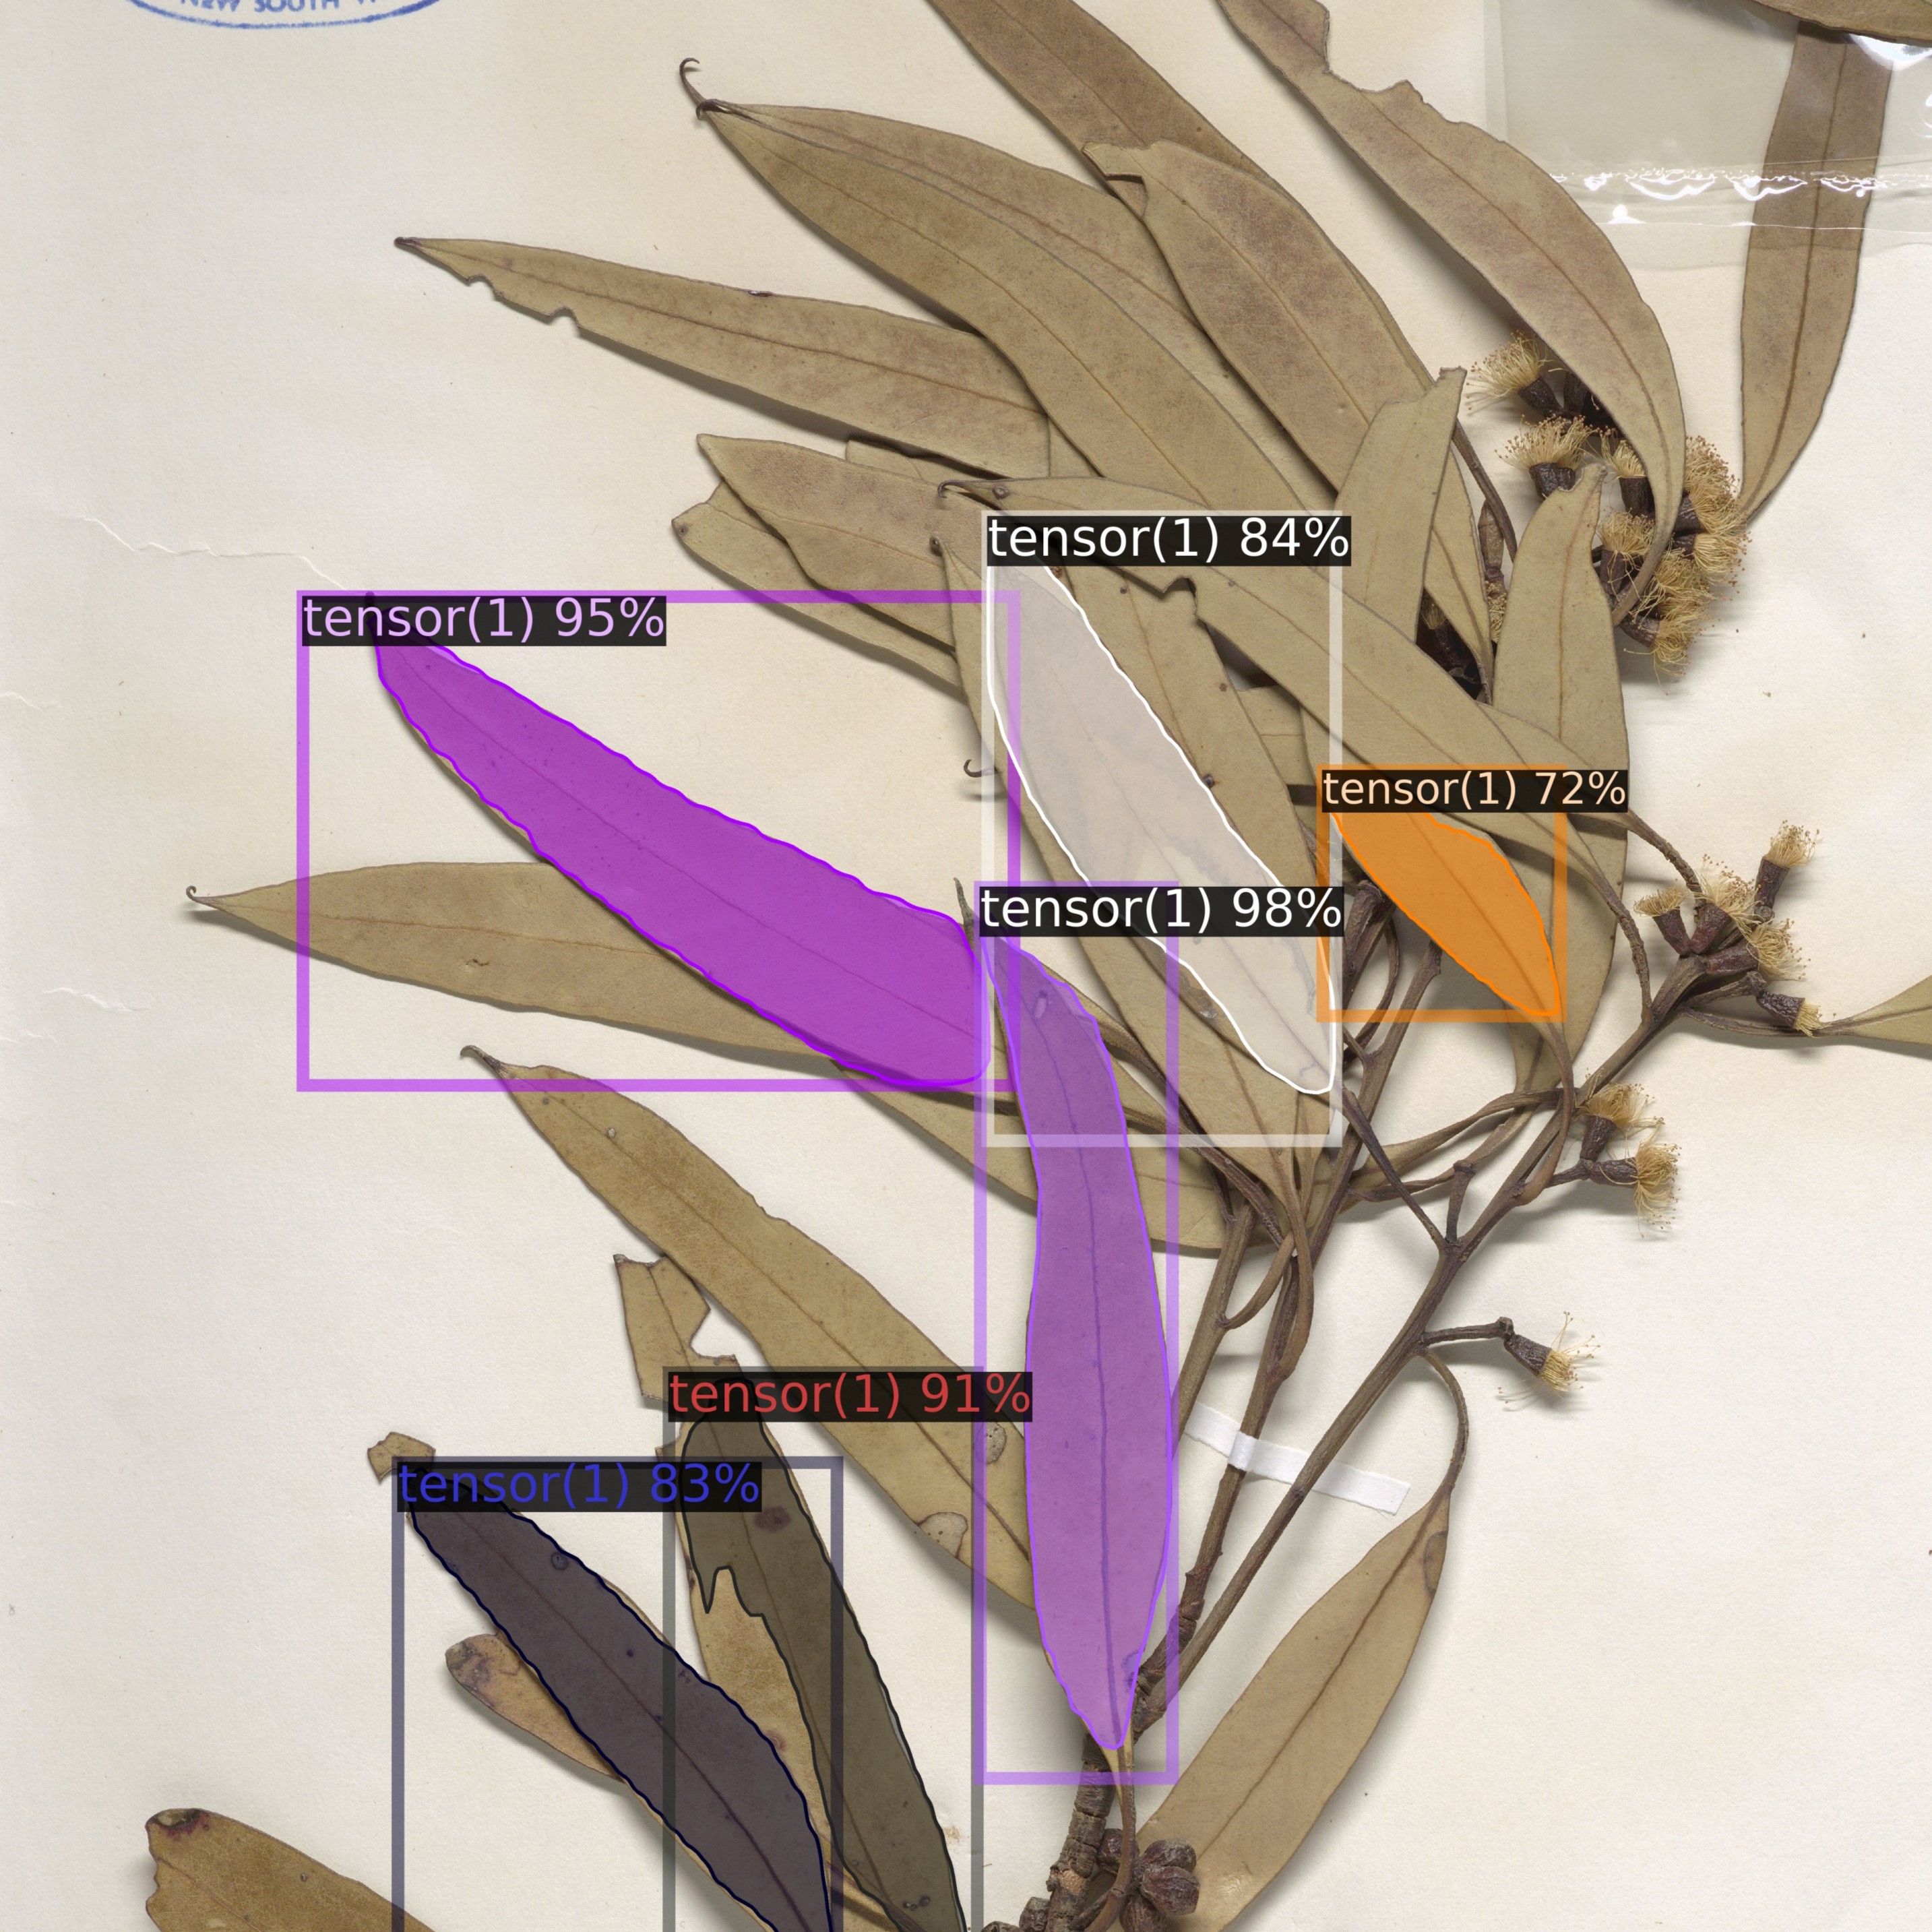 NEW SOUTH W
tensor(1) 84%
tensor(1) 95%
tensor(1) 72%
tensor(1) 98%
tensor(1) 91%
tensor(1) 83%